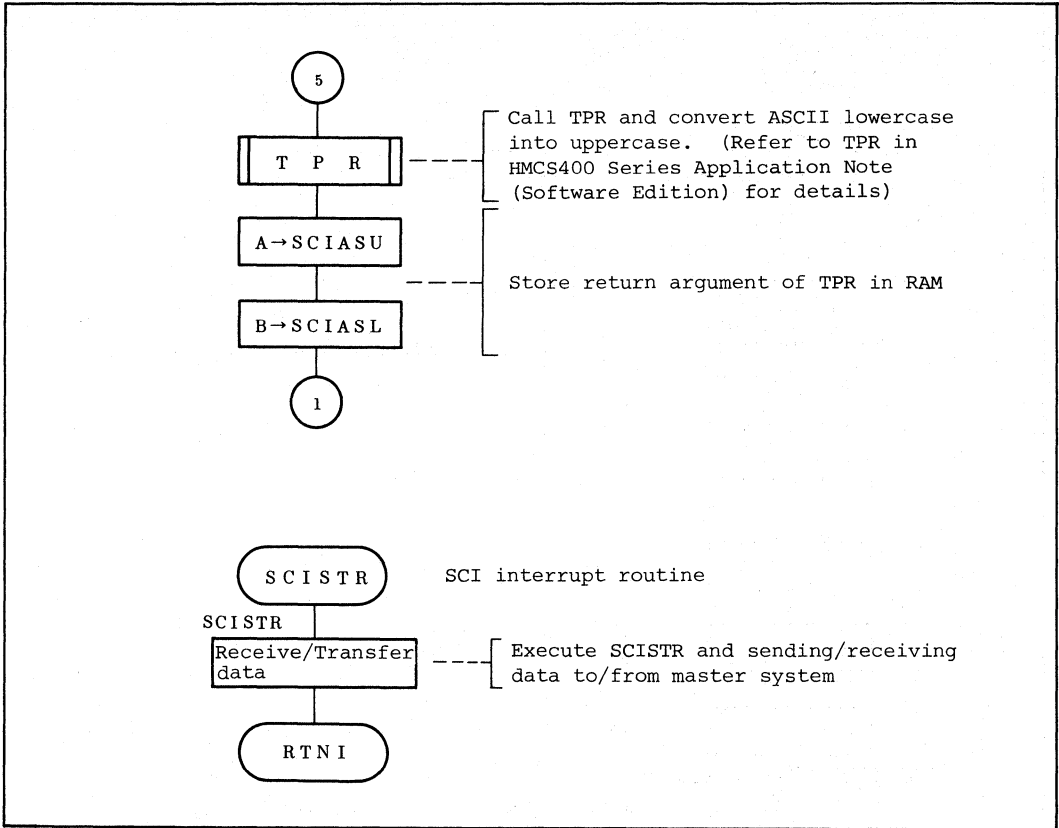 5
T P R
Call TPR and convert ASCII lowercase
into uppercase. (Refer to TPR in
HMCS400 Series Application Note
(Software Edition) for details)
A→SCIASU
Store return argument of TPR in RAM
B→SCIASL
1
SCISTR
SCI interrupt routine
SCISTR
Receive/Transfer
data
Execute SCISTR and sending/receiving
data to/from master system
RTNI